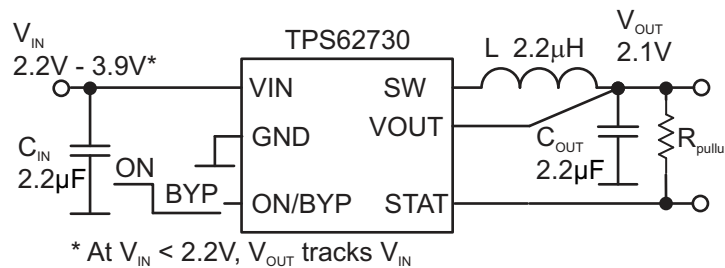 TPS62730
V_IN
2.2V - 3.9V*
V_OUT
2.1V
L 2.2μH
VIN
SW
GND
VOUT
C_IN
2.2μF
ON
BYP
ON/BYP
STAT
C_OUT
2.2μF
R_pullu
* At V_IN < 2.2V, V_OUT tracks V_IN